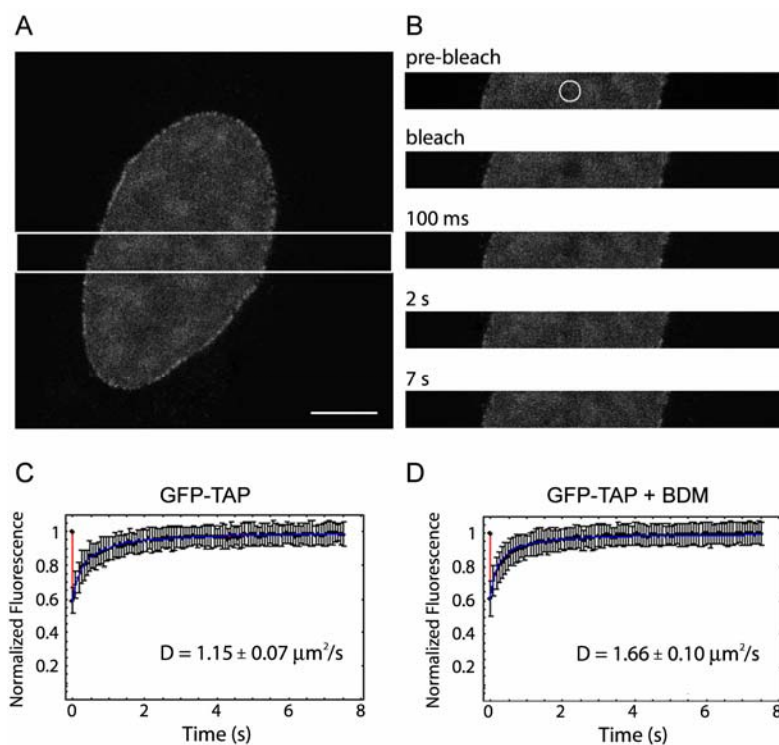 A
B
pre-bleach
bleach
100 ms
2 s
7 s
C
GFP-TAP
Normalized Fluorescence
1
0.8
0.6
0.4
0.2
D = 1.15 ± 0.07 μm²/s
0 2 4 6 8
Time (s)
D
GFP-TAP + BDM
Normalized Fluorescence
1
0.8
0.6
0.4
0.2
D = 1.66 ± 0.10 μm²/s
0 2 4 6 8
Time (s)